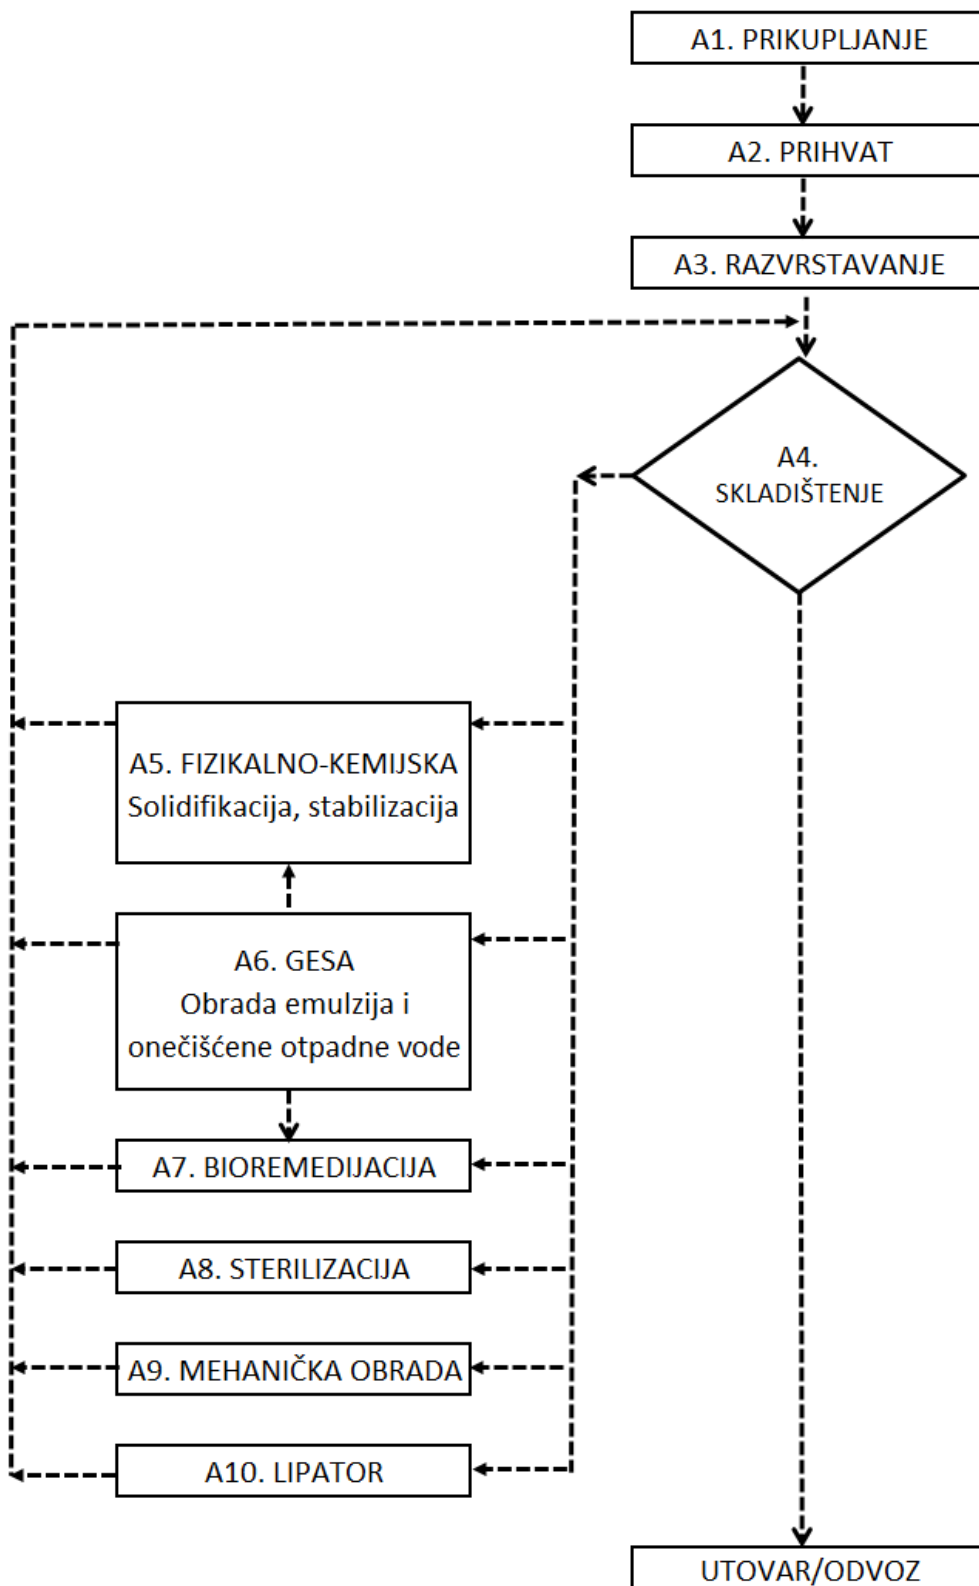 A1. PRIKUPLJANJE
A2. PRIHVAT
A3. RAZVRSTAVANJE
A4.
SKLADIŠTENJE
A5. FIZIKALNO-KEMIJSKA
Solidifikacija, stabilizacija
A6. GESA
Obrada emulzija i
onečišćene otpadne vode
A7. BIOREMEDIJACIJA
A8. STERILIZACIJA
A9. MEHANIČKA OBRADA
A10. LIPATOR
UTOVAR/ODVOZ